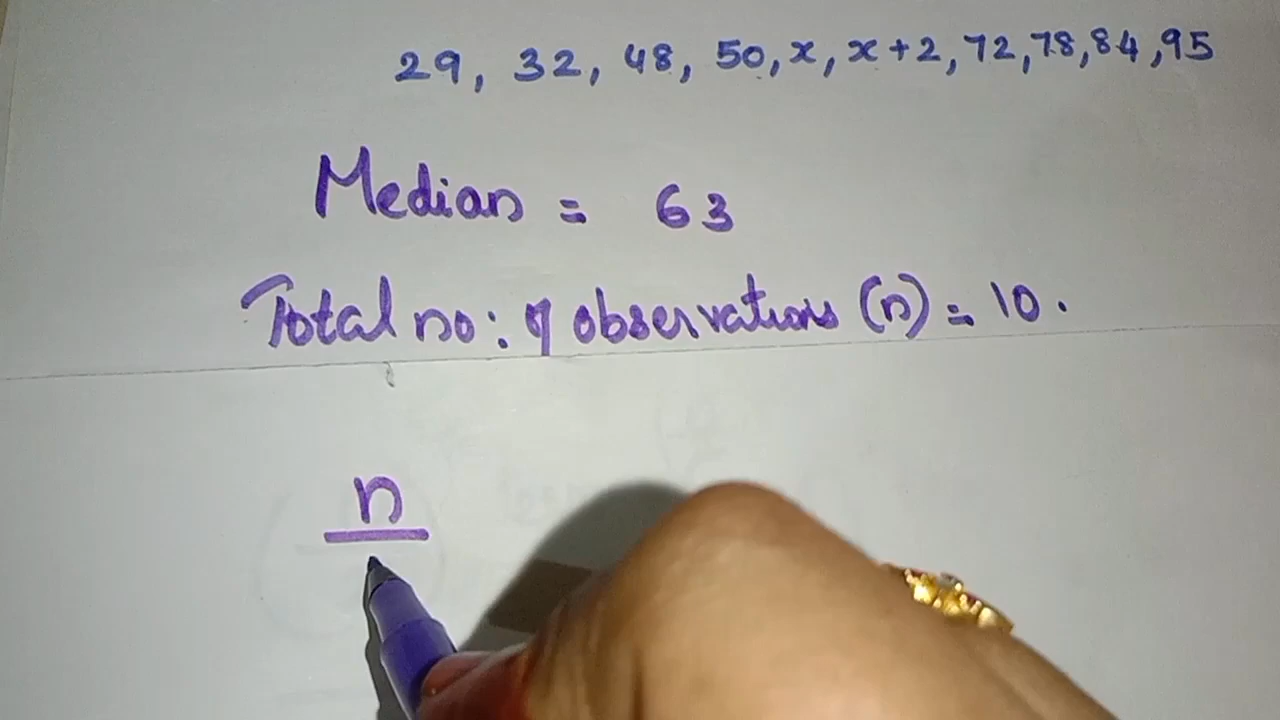 29, 32, 48, 50, x, x+2, 72, 78, 84, 95
Median = 63
Total no: of observations (n) = 10.
n